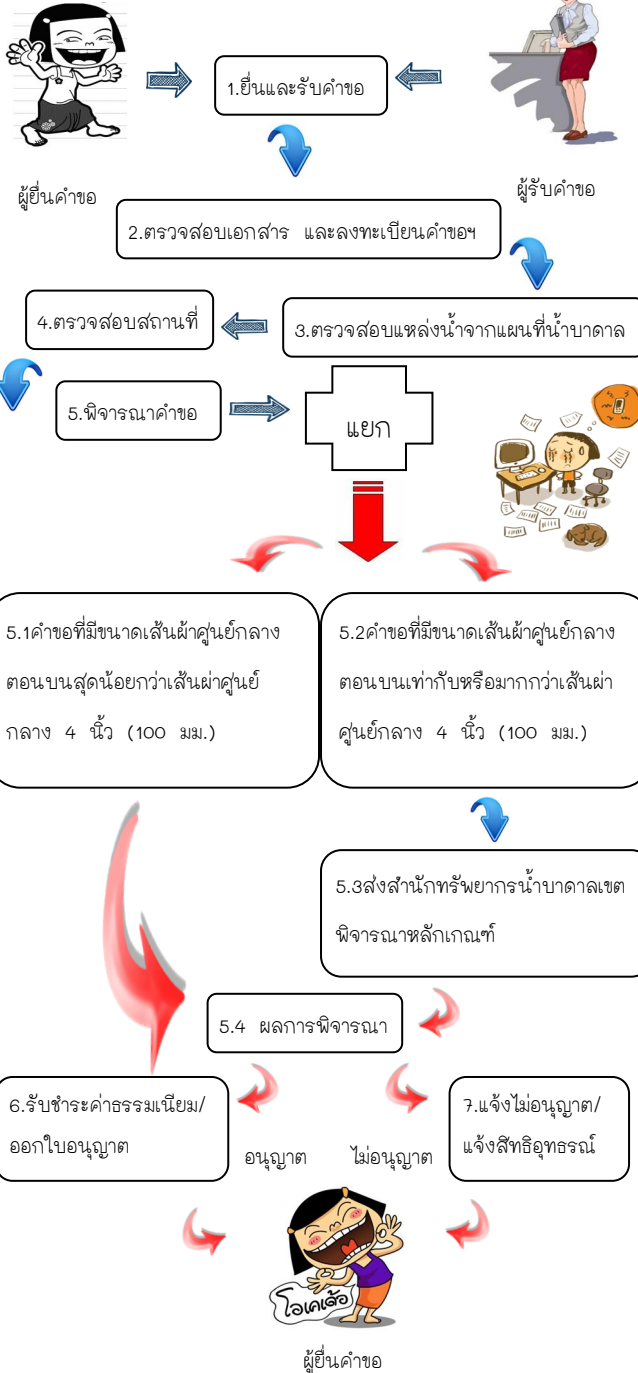 1.ยื่นและรับคำขอ
ผู้ยื่นคำขอ
ผู้รับคำขอ
2.ตรวจสอบเอกสาร และลงทะเบียนคำขอฯ
4.ตรวจสอบสถานที่
3.ตรวจสอบแหล่งน้ำจากแผนที่น้ำบาดาล
5.พิจารณาคำขอ
แยก
5.1คำขอที่มีขนาดเส้นผ้าศูนย์กลาง
ตอนบนสุดน้อยกว่าเส้นผ่าศูนย์
กลาง 4 นิ้ว (100 มม.)
5.2คำขอที่มีขนาดเส้นผ้าศูนย์กลาง
ตอนบนเท่ากับหรือมากกว่าเส้นผ่า
ศูนย์กลาง 4 นิ้ว (100 มม.)
5.3ส่งสำนักทรัพยากรน้ำบาดาลเขต
พิจารณาหลักเกณฑ์
5.4 ผลการพิจารณา
6.รับชำระค่าธรรมเนียม/
ออกใบอนุญาต
อนุญาต
ไม่อนุญาต
7.แจ้งไม่อนุญาต/
แจ้งสิทธิอุทธรณ์
โอเคเด้อ
ผู้ยื่นคำขอ